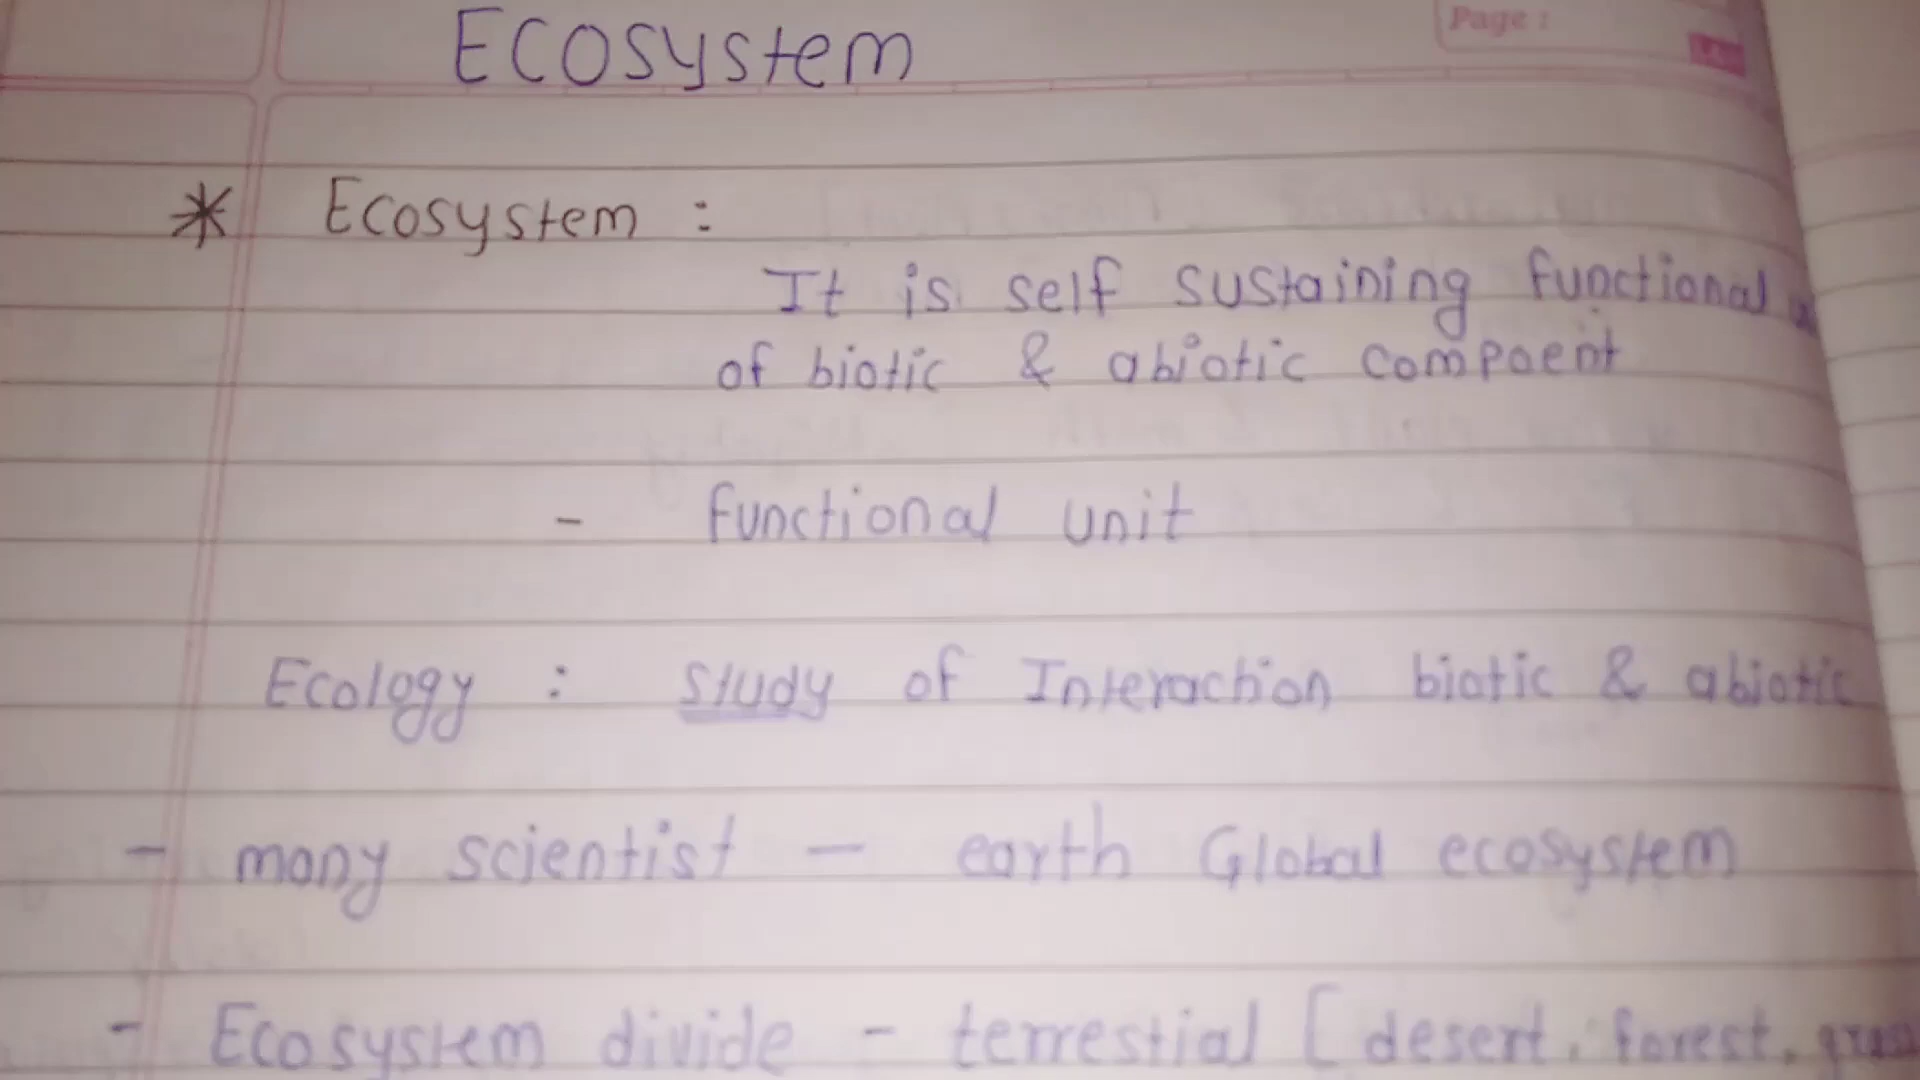 Page :
Ecosystem
* Ecosystem :
It is self sustaining functional
of biotic & abiotic compoent
- functional unit
Ecology : study of Interaction biotic & abiotic
- many scientist - earth Global ecosystem
- Ecosystem divide - terrestial [ desert, forest,